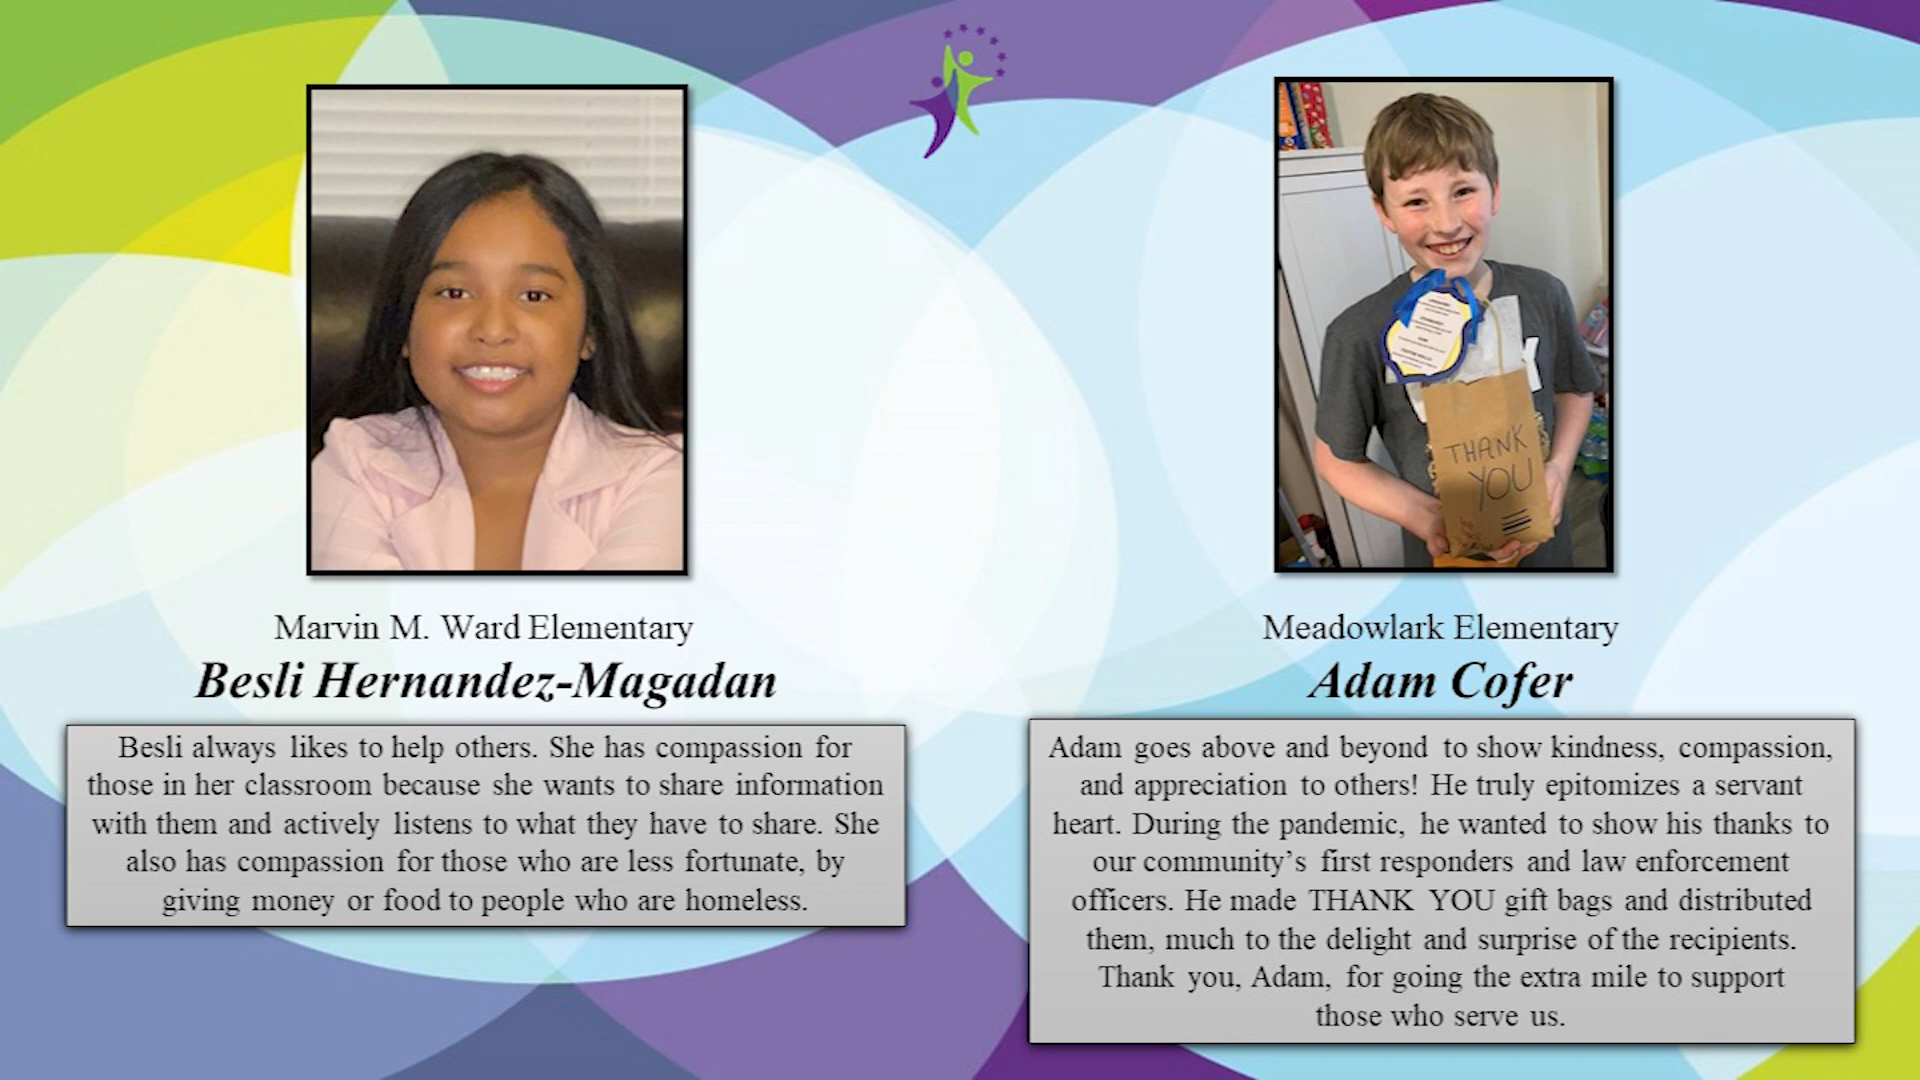 Marvin M. Ward Elementary
Besli Hernandez-Magadan
Besli always likes to help others. She has compassion for
those in her classroom because she wants to share information
with them and actively listens to what they have to share. She
also has compassion for those who are less fortunate, by
giving money or food to people who are homeless.
THANK
YOU
Meadowlark Elementary
Adam Cofer
Adam goes above and beyond to show kindness, compassion,
and appreciation to others! He truly epitomizes a servant
heart. During the pandemic, he wanted to show his thanks to
our community’s first responders and law enforcement
officers. He made THANK YOU gift bags and distributed
them, much to the delight and surprise of the recipients.
Thank you, Adam, for going the extra mile to support
those who serve us.